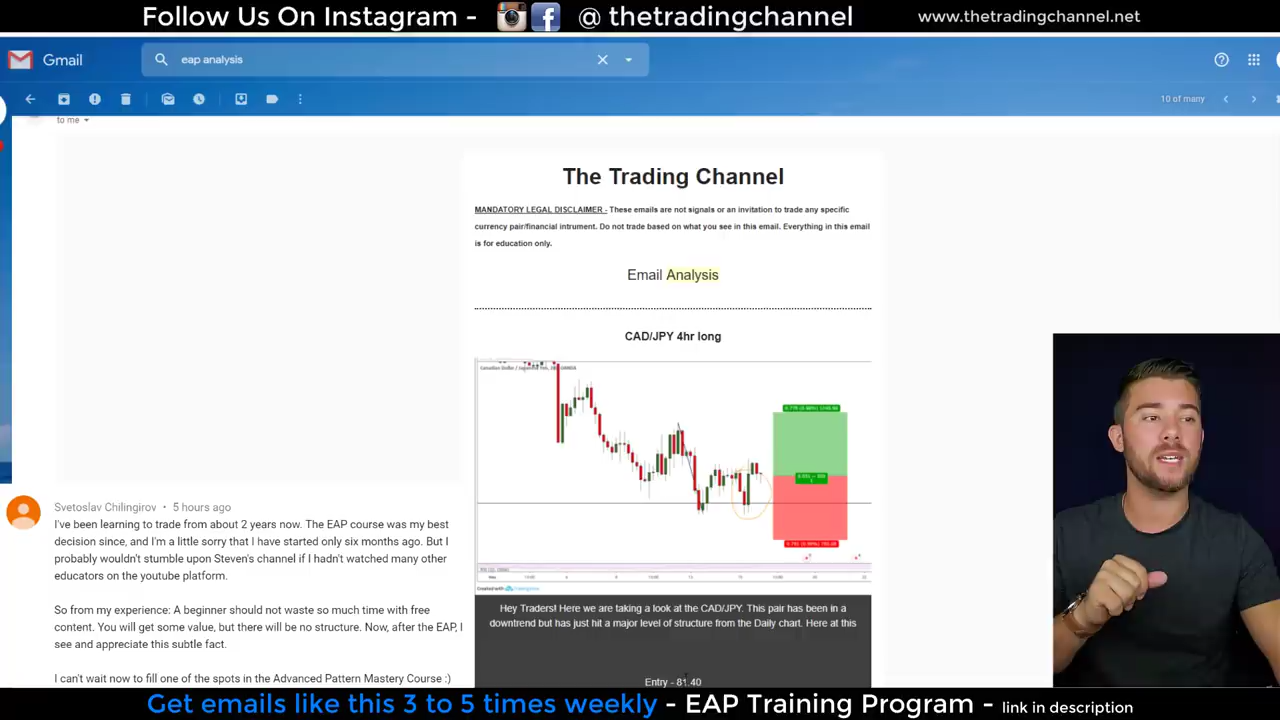 Follow Us On Instagram - @ thetradingchannel
www.thetradingchannel.net
Gmail
eap analysis
10 of many
to me
The Trading Channel
MANDATORY LEGAL DISCLAIMER - These emails are not signals or an invitation to trade any specific
currency pair/financial intrument. Do not trade based on what you see in this email. Everything in this email
is for education only.
Email Analysis
CAD/JPY 4hr long
Hey Traders! Here we are taking a look at the CAD/JPY. This pair has been in a
downtrend but has just hit a major level of structure from the Daily chart. Here at this
Entry - 81.40
Svetoslav Chilingirov • 5 hours ago
I've been learning to trade from about 2 years now. The EAP course was my best
decision since, and I'm a little sorry that I have started only six months ago. But I
probably wouldn't stumble upon Steven's channel if I hadn't watched many other
educators on the youtube platform.
So from my experience: A beginner should not waste so much time with free
content. You will get some value, but there will be no structure. Now, after the EAP, I
see and appreciate this subtle fact.
I can't wait now to fill one of the spots in the Advanced Pattern Mastery Course :)
Get emails like this 3 to 5 times weekly - EAP Training Program - link in description